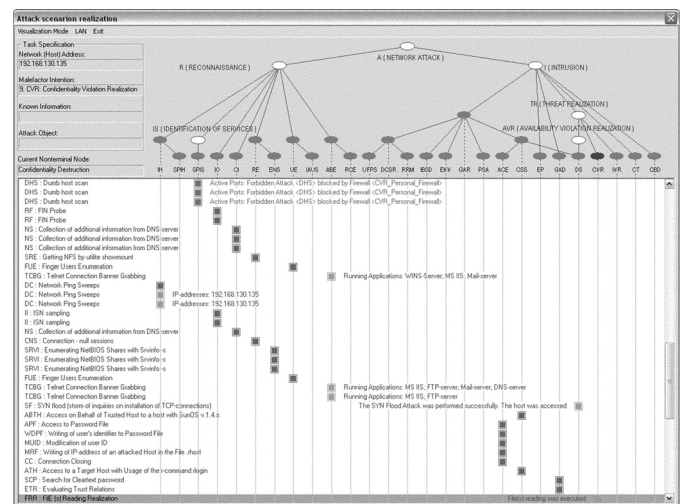 Attack scenarion realization
Visualization Mode LAN Exit
Task Specification
Network (Host) Address:
192.168.130.135
Malefactor Intention:
9. CVR: Confidentiality Violation Realization
Known Information:
Attack Object:
Current Nonterminal Node:
Confidentiality Destruction
A ( NETWORK ATTACK )
R ( RECONNAISSANCE )
I ( INTRUSION )
TR ( THREAT REALIZATION )
IS ( IDENTIFICATION OF SERVICES )
AVR ( AVAILABILITY VIOLATION REALIZATION )
IH SPIH SPIS IO CI RE ENS UE IAUS ABE RCE UFPS DCSR RRM IBSD EKV GAR PSA ACE CSS EP GAD DS CVR IVR CT CBD
DHS : Dumb host scan Active Ports: Forbidden Attack <DHS> blocked by Firewall <CVR_Personal_Firewall>
DHS : Dumb host scan Active Ports: Forbidden Attack <DHS> blocked by Firewall <CVR_Personal_Firewall>
DHS : Dumb host scan Active Ports: Forbidden Attack <DHS> blocked by Firewall <CVR_Personal_Firewall>
RF : FIN Probe
RF : FIN Probe
NS : Collection of additional information from DNS-server
NS : Collection of additional information from DNS-server
NS : Collection of additional information from DNS-server
SRE : Getting NFS by utilite showmount
FUE : Finger Users Enumeration
TCBG : Telnet Connection Banner Grabbing Running Applications: WINS-Server; MS IIS; Mail-server
DC : Network Ping Sweeps
DC : Network Ping Sweeps IP-addresses: 192.168.130.135
DC : Network Ping Sweeps IP-addresses: 192.168.130.135
II : ISN sampling
II : ISN sampling
NS : Collection of additional information from DNS-server
CNS : Connection - null sessions
SRVI : Enumerating NetBIOS Shares with Srvinfo -s
SRVI : Enumerating NetBIOS Shares with Srvinfo -s
FUE : Finger Users Enumeration
TCBG : Telnet Connection Banner Grabbing Running Applications: MS IIS; FTP-server; Mail-server; DNS-server
TCBG : Telnet Connection Banner Grabbing Running Applications: MS IIS; FTP-server
SF : SYN flood (storm of inquiries on installation of TCP-connections) The SYN Flood Attack was performed successfully. The host was accessed
ABTH : Access on Behalf of Trusted Host to a host with SunOS v.1.4.x
APF : Access to Password File
WDPF : Writing of user's identifier to Password File
MUID : Modification of user ID
MRF : Writing of IP-address of an attacked Host in the File .rhost
CC : Connection Closing
ATH : Access to a Target Host with Usage of the r-command rlogin
SCP : Search for Cleartext password
ETR : Evaluating Trust Relations
FRR : FilE (s) Reading Realization File(s) reading was executed